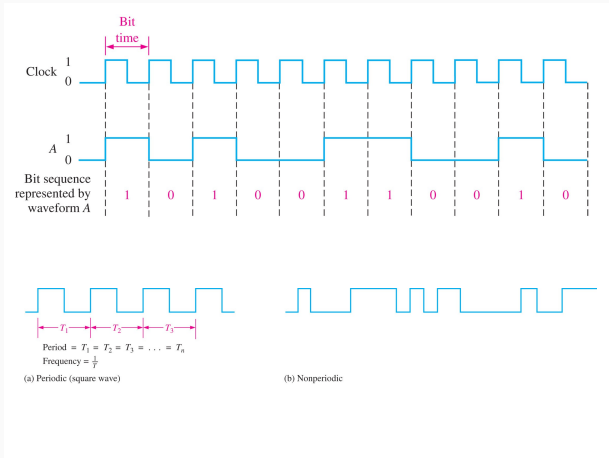 Bit
time
Clock 1
0
A 1
0
Bit sequence
represented by
waveform A
1 0 1 0 0 1 1 0 0 1 0
T₁ T₂ T₃
Period = T₁ = T₂ = T₃ = . . . = Tₙ
Frequency = 1/T
(a) Periodic (square wave)
(b) Nonperiodic